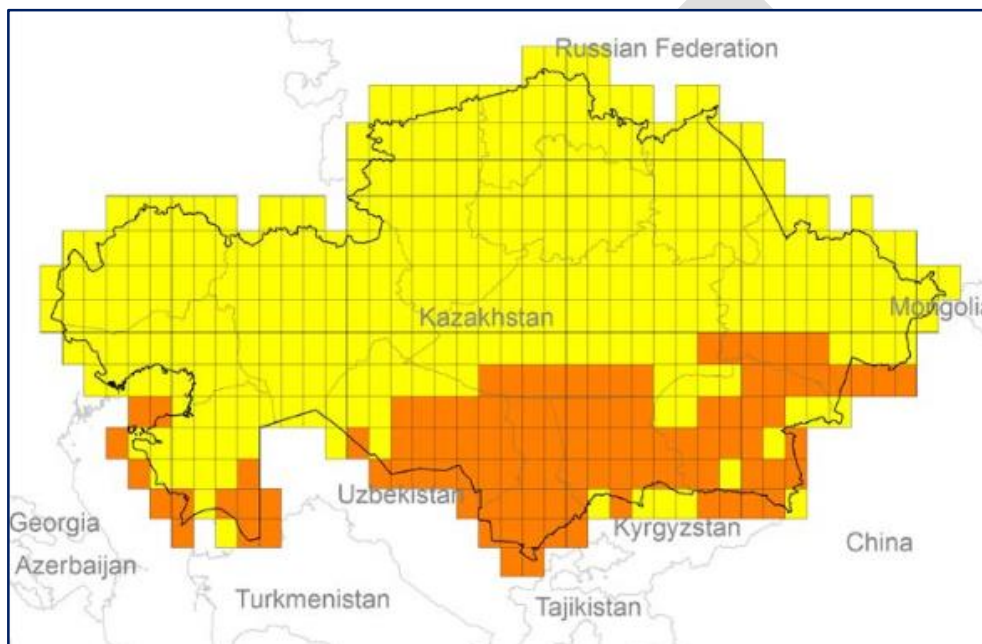 Russian Federation
Kazakhstan
Mongolia
Uzbekistan
Georgia
Kyrgyzstan
China
Azerbaijan
Turkmenistan
Tajikistan